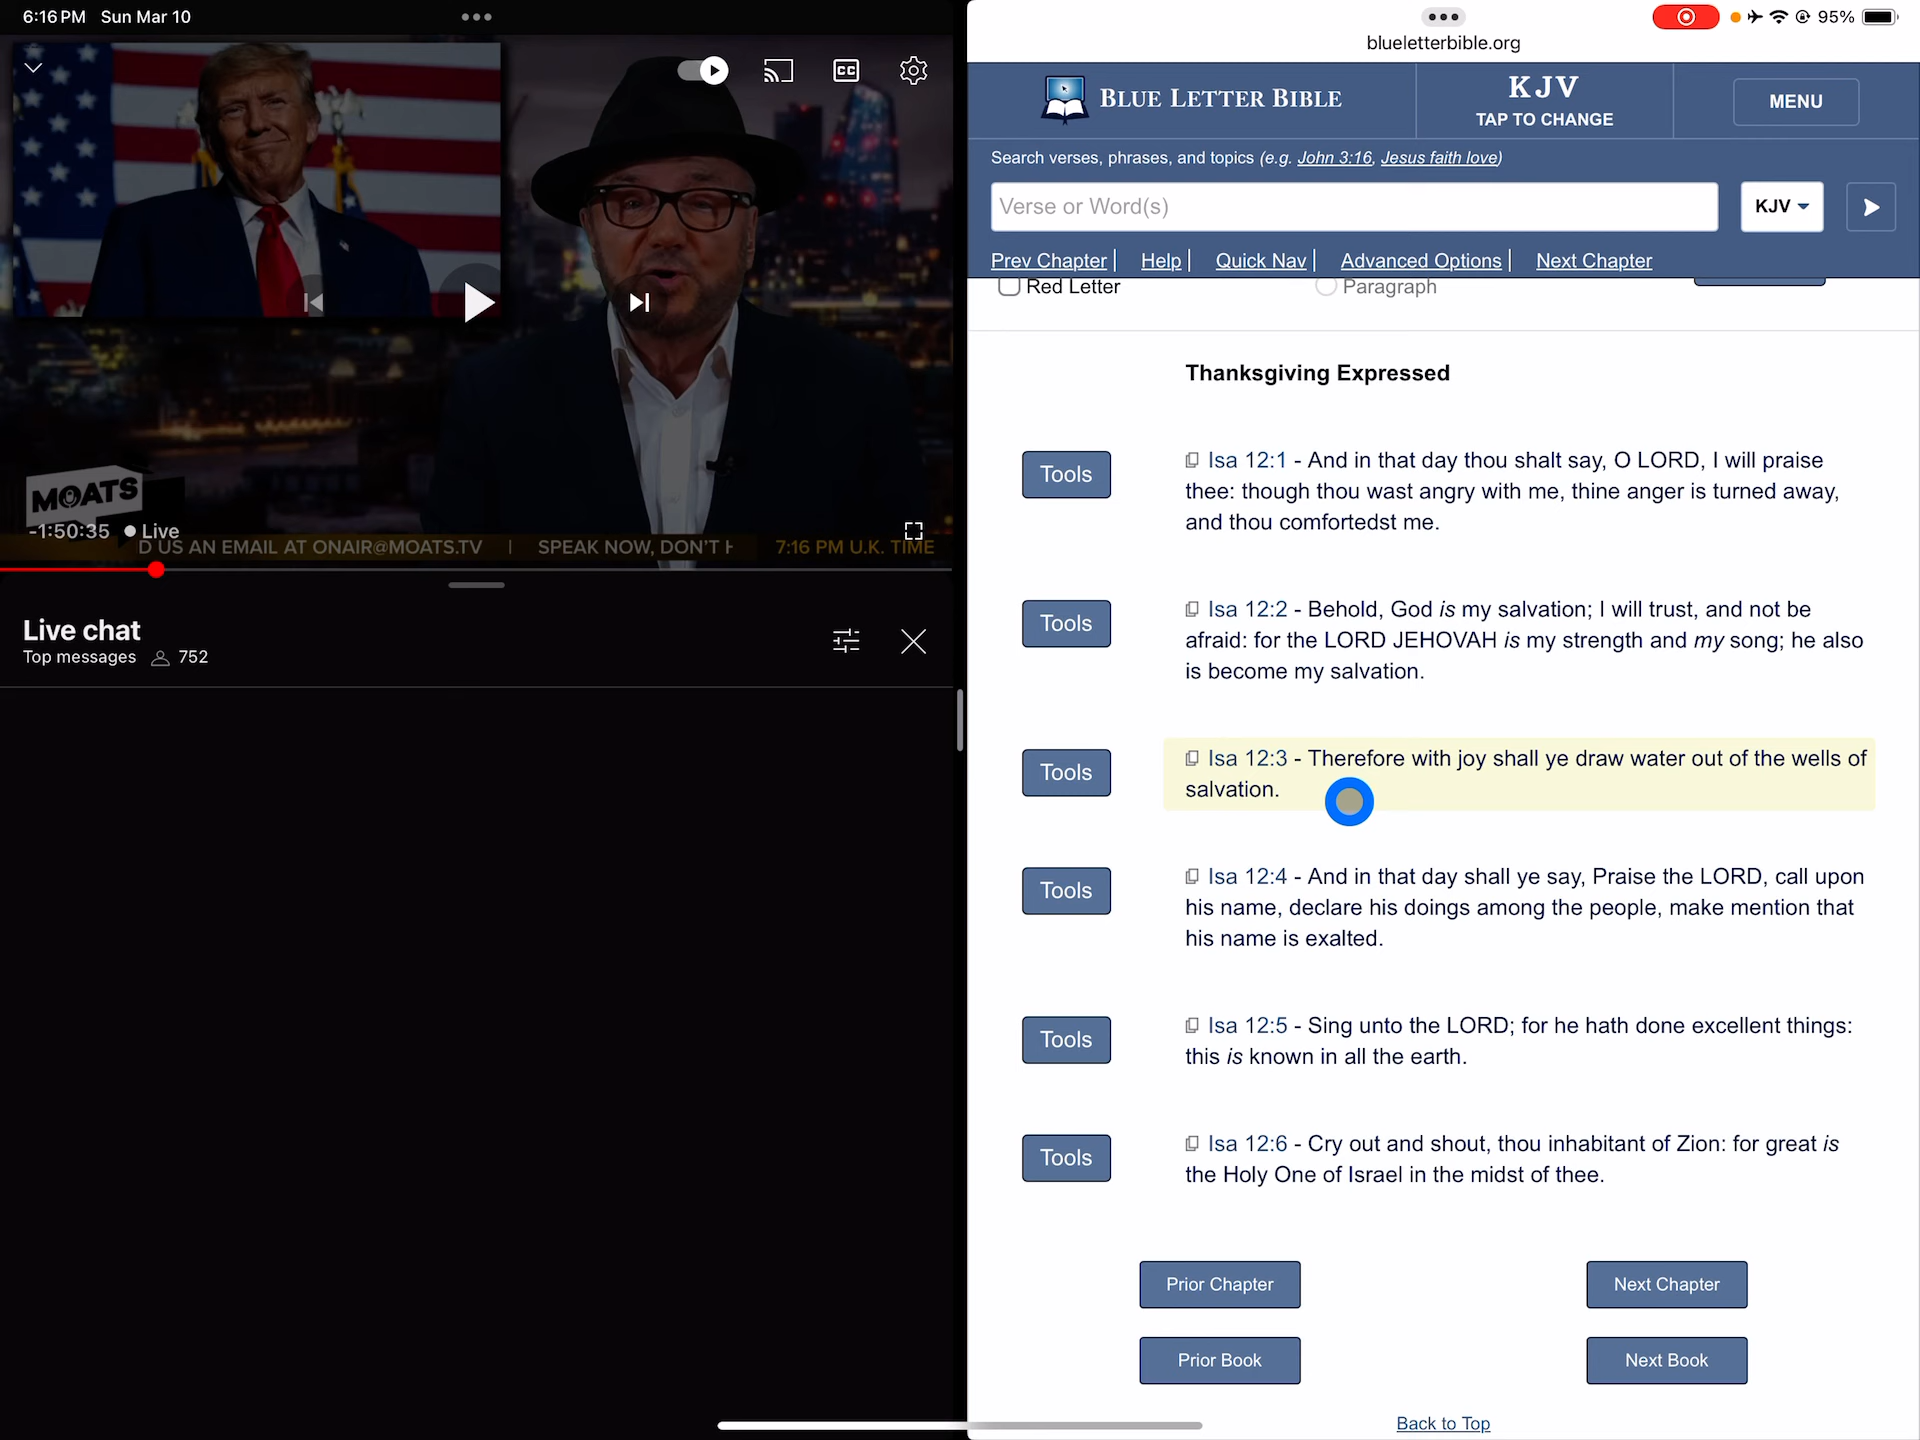 6:16 PM Sun Mar 10
CC
MOATS
-1:50:35 Live
D US AN EMAIL AT ONAIR@MOATS.TV | SPEAK NOW, DON'T 7:16 PM U.K. TIME
Live chat
Top messages 752
95%
blueletterbible.org
BLUE LETTER BIBLE
KJV
TAP TO CHANGE
MENU
Search verses, phrases, and topics (e.g. John 3:16, Jesus faith love)
Verse or Word(s)
KJV
Prev Chapter | Help | Quick Nav | Advanced Options | Next Chapter
Red Letter Paragraph
Thanksgiving Expressed
Tools
Isa 12:1 - And in that day thou shalt say, O LORD, I will praise
thee: though thou wast angry with me, thine anger is turned away,
and thou comfortedst me.
Tools
Isa 12:2 - Behold, God is my salvation; I will trust, and not be
afraid: for the LORD JEHOVAH is my strength and my song; he also
is become my salvation.
Tools
Isa 12:3 - Therefore with joy shall ye draw water out of the wells of
salvation.
Tools
Isa 12:4 - And in that day shall ye say, Praise the LORD, call upon
his name, declare his doings among the people, make mention that
his name is exalted.
Tools
Isa 12:5 - Sing unto the LORD; for he hath done excellent things:
this is known in all the earth.
Tools
Isa 12:6 - Cry out and shout, thou inhabitant of Zion: for great is
the Holy One of Israel in the midst of thee.
Prior Chapter Next Chapter
Prior Book Next Book
Back to Top